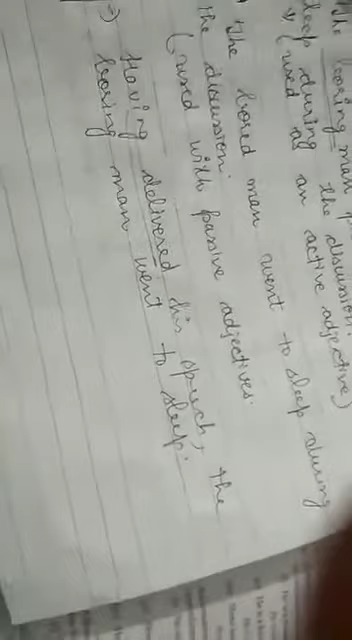 The boring man
sleep during the discussion.
(used as an active adjective)
The bored man went to sleep during
the discussion.
(used with passive adjectives.
Having delivered his speech, the
boring man went to sleep.